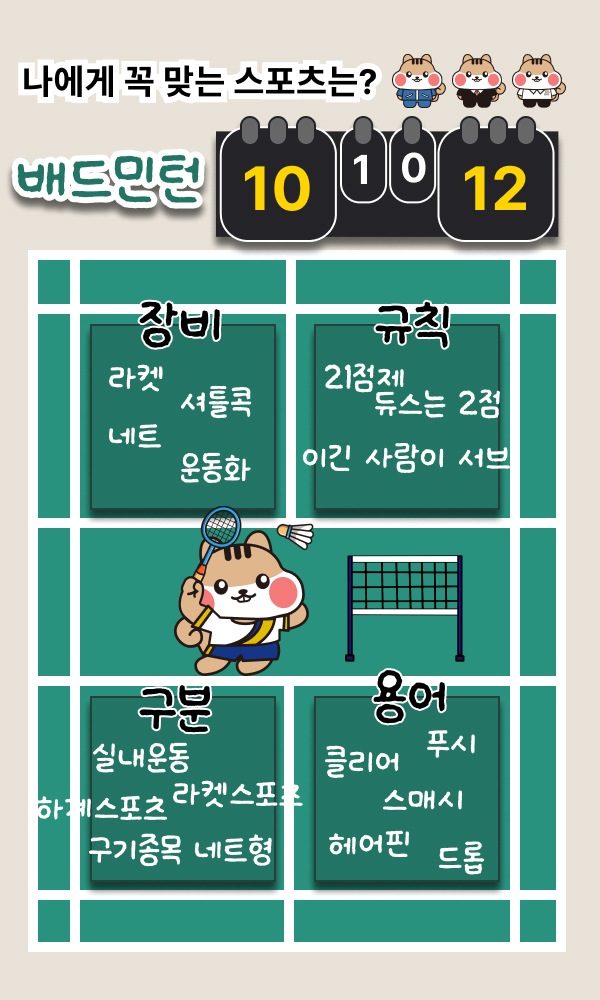 나에게 꼭 맞는 스포츠는?
배드민턴
10 1 0 12
장비
라켓
셔틀콕
네트
운동화
규칙
21점제
듀스는 2점
이긴 사람이 서브
구분
실내운동
하계스포츠
라켓스포츠
구기종목 네트형
용어
푸시
클리어
스매시
헤어핀
드롭